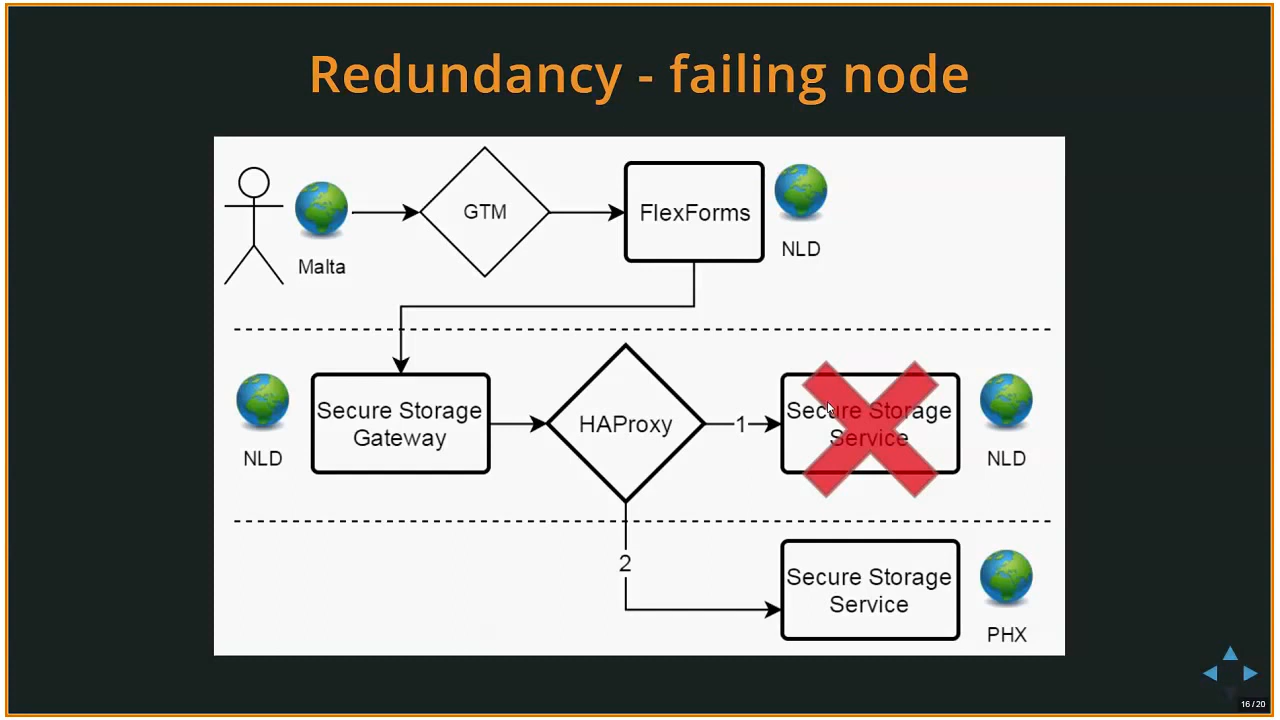 Redundancy - failing node
GTM
FlexForms
Malta
NLD
Secure Storage
Gateway
NLD
HAProxy
1
Secure Storage
Service
NLD
2
Secure Storage
Service
PHX
16 / 20